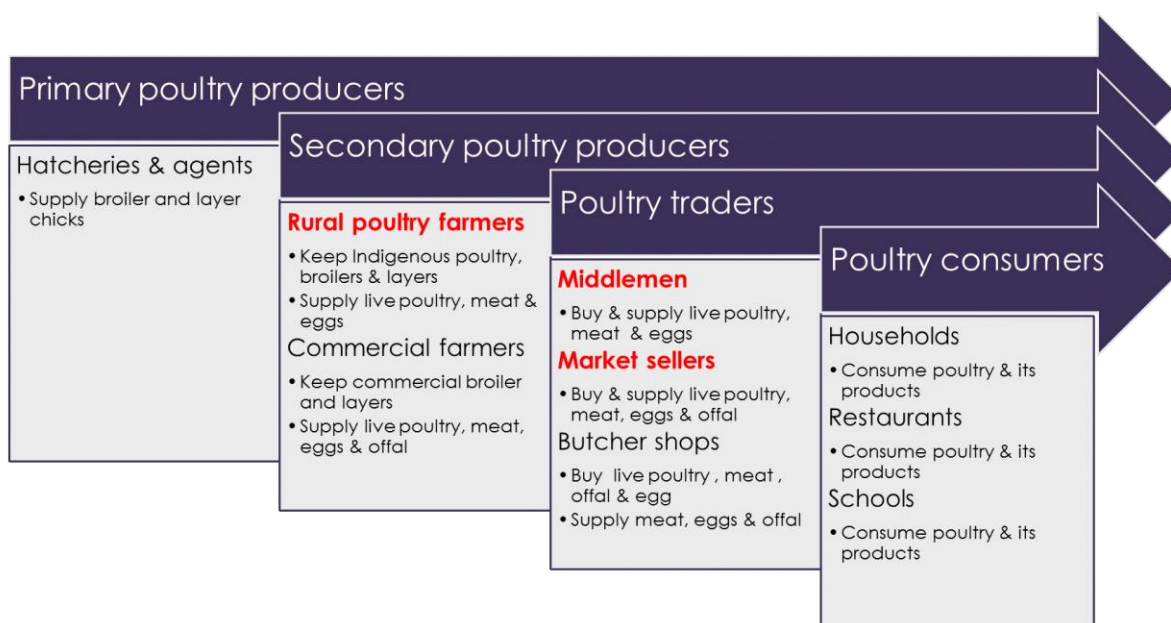 Primary poultry producers
Hatcheries & agents
• Supply broiler and layer
chicks
Secondary poultry producers
Rural poultry farmers
• Keep Indigenous poultry,
broilers & layers
• Supply live poultry, meat &
eggs
Commercial farmers
• Keep commercial broiler
and layers
• Supply live poultry, meat,
eggs & offal
Poultry traders
Middlemen
• Buy & supply live poultry,
meat & eggs
Market sellers
• Buy & supply live poultry,
meat, eggs & offal
Butcher shops
• Buy live poultry , meat ,
offal & egg
• Supply meat, eggs & offal
Poultry consumers
Households
• Consume poultry & its
products
Restaurants
• Consume poultry & its
products
Schools
• Consume poultry & its
products